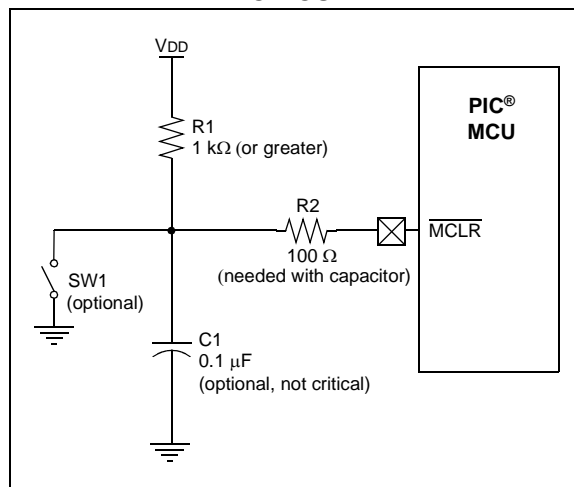 VDD
PIC®
MCU
R1
1 kΩ (or greater)
R2
MCLR
100 Ω
(needed with capacitor)
SW1
(optional)
C1
0.1 μF
(optional, not critical)